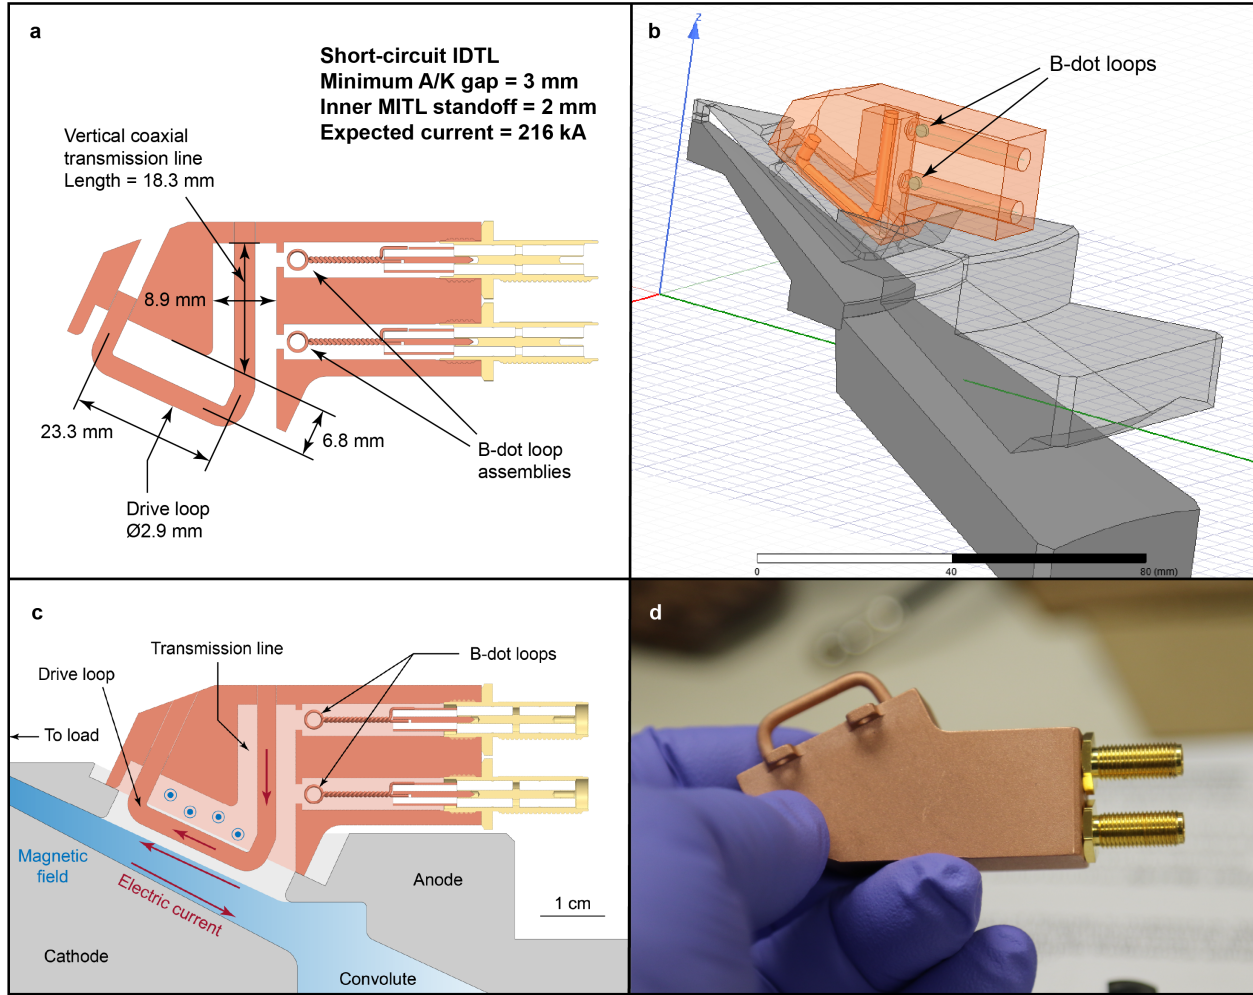 a
Short-circuit IDTL
Minimum A/K gap = 3 mm
Inner MITL standoff = 2 mm
Expected current = 216 kA
Vertical coaxial
transmission line
Length = 18.3 mm
8.9 mm
23.3 mm
6.8 mm
Drive loop
Ø2.9 mm
B-dot loop
assemblies
b
z
B-dot loops
0
40
80 (mm)
c
Transmission line
B-dot loops
Drive loop
To load
Magnetic
field
Electric current
Anode
1 cm
Cathode
Convolute
d